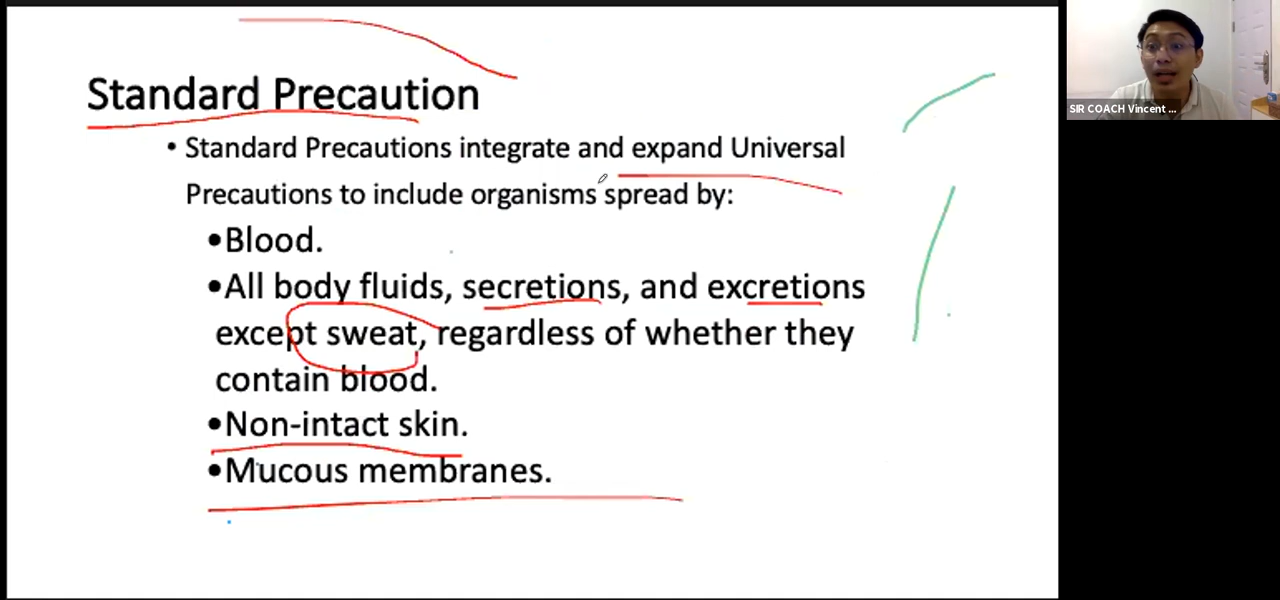 Standard Precaution
• Standard Precautions integrate and expand Universal
Precautions to include organisms spread by:
•Blood.
•All body fluids, secretions, and excretions
except sweat, regardless of whether they
contain blood.
•Non-intact skin.
•Mucous membranes.
SIR COACH Vincent ...